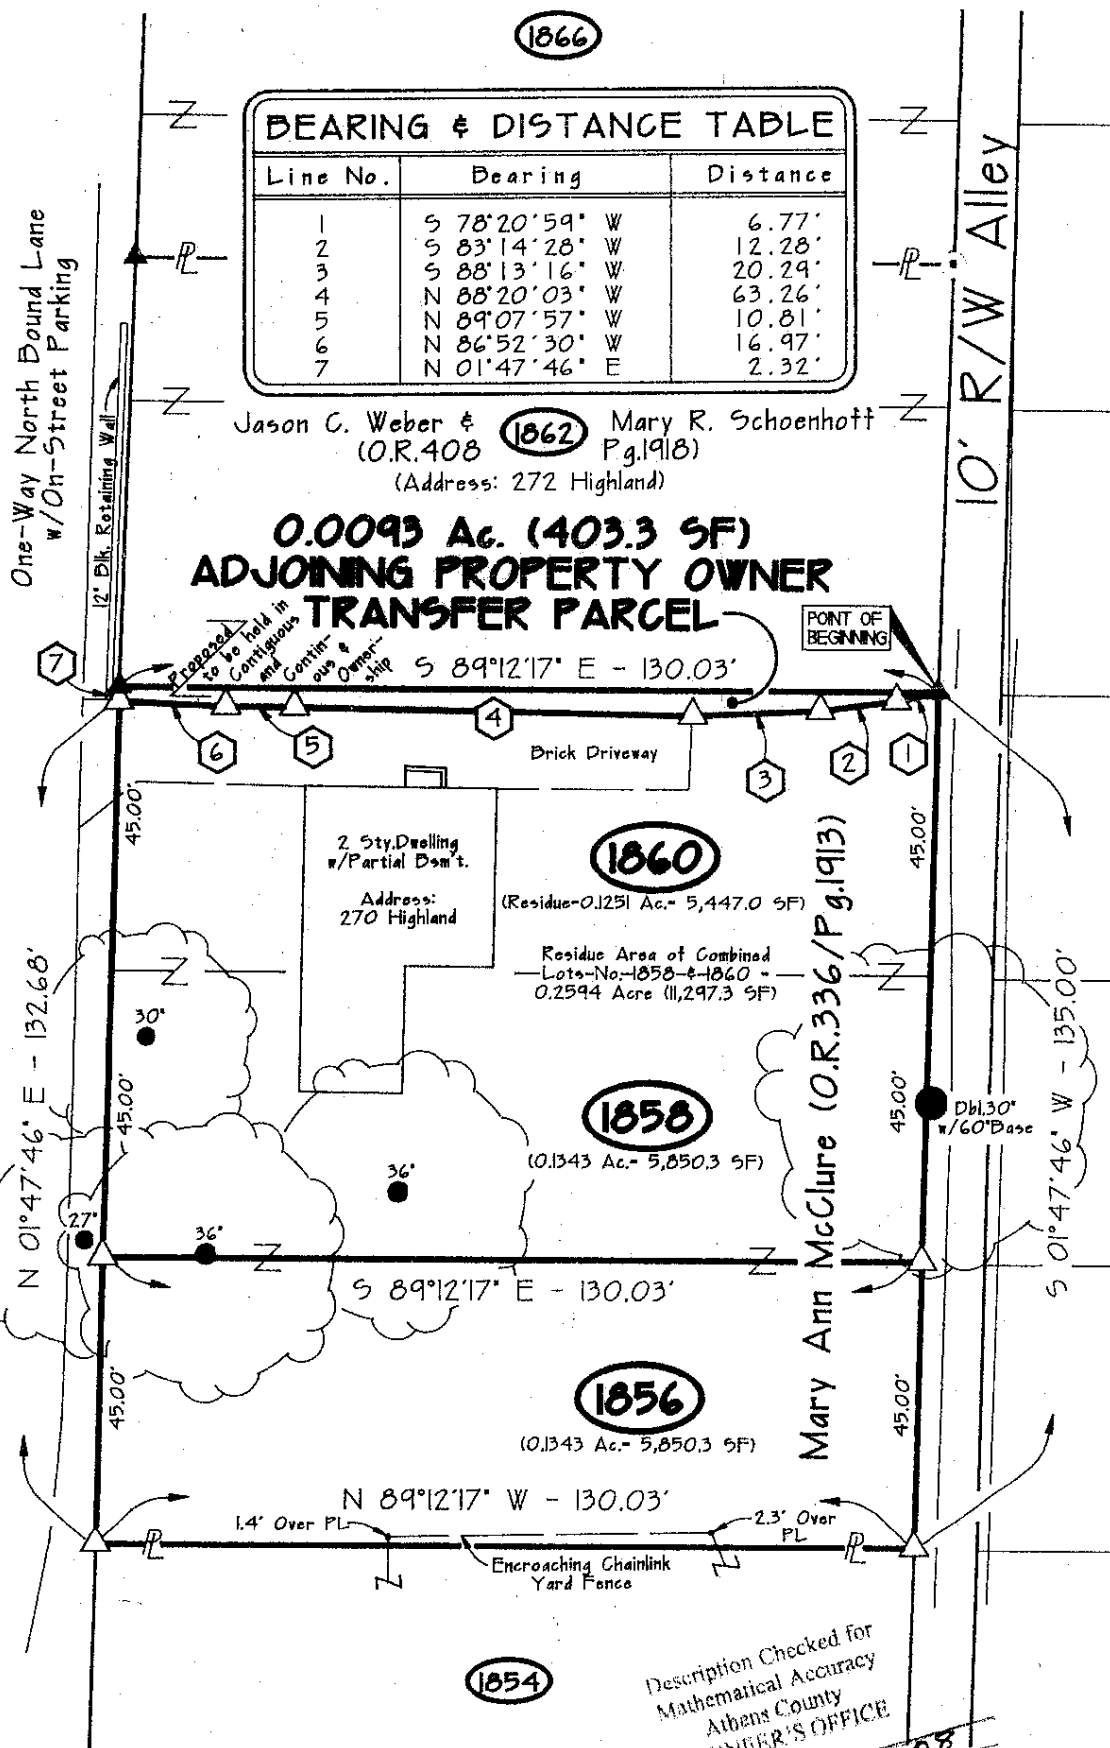 1866
BEARING & DISTANCE TABLE
Line No. Bearing Distance
1 S 78°20'59" W 6.77'
2 S 83°14'28" W 12.28'
3 S 88°13'16" W 20.29'
4 N 88°20'03" W 63.26'
5 N 89°07'57" W 10.81'
6 N 86°52'30" W 16.97'
7 N 01°47'46" E 2.32'
One-Way North Bound Lane
w/On-Street Parking
12" Blk. Retaining Wall
PL
PL
10' R/W Alley
Jason C. Weber & 1862 Mary R. Schoenhoft
(O.R.408 Pg.1918)
(Address: 272 Highland)
0.0093 Ac. (403.3 SF)
ADJOINING PROPERTY OWNER
TRANSFER PARCEL
POINT OF
BEGINNING
Proposed
to be held in
Contiguous
and
Contin-
ous &
Owner-
ship
S 89°12'17" E - 130.03'
7
6
5
4
3
2
1
Brick Driveway
45.00'
45.00'
2 Sty.Dwelling
w/Partial Bsm't.
Address:
270 Highland
1860
(Residue-0.1251 Ac.- 5,447.0 SF)
Residue Area of Combined
Lots-No.-1858-&-1860 -
0.2594 Acre (11,297.3 SF)
Mary Ann McClure (O.R.336/Pg.1913)
N 01°47'46" E - 132.68'
S 01°47'46" W - 135.00'
30"
45.00'
45.00'
Dbl.30"
w/60"Base
1858
(0.1343 Ac.- 5,850.3 SF)
36"
27"
36"
S 89°12'17" E - 130.03'
45.00'
45.00'
1856
(0.1343 Ac.- 5,850.3 SF)
N 89°12'17" W - 130.03'
1.4' Over PL
2.3' Over
PL
PL
PL
Encroaching Chainlink
Yard Fence
1854
Description Checked for
Mathematical Accuracy
Athens County
OFFICE